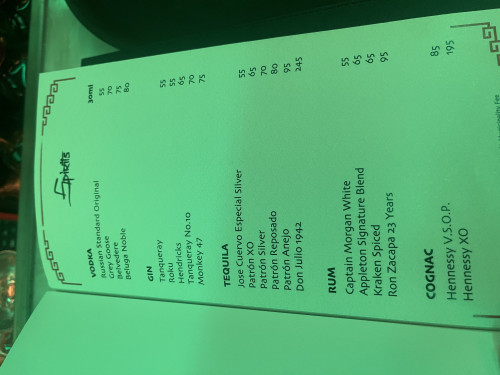 Spirits
VODKA 30ml
Russian Standard Original 55
Grey Goose 70
Belvedere 75
Beluga Noble 80
GIN
Tanqueray 55
Roku 55
Hendricks 65
Tanqueray No.10 70
Monkey 47 75
TEQUILA
Jose Cuervo Especial Silver 55
Patrón XO 65
Patrón Silver 70
Patrón Reposado 80
Patrón Anejo 95
Don Julio 1942 245
RUM
Captain Morgan White 55
Appleton Signature Blend 65
Kraken Spiced 65
Ron Zacapa 23 Years 95
COGNAC
Hennessy V.S.O.P. 85
Hennessy XO 195